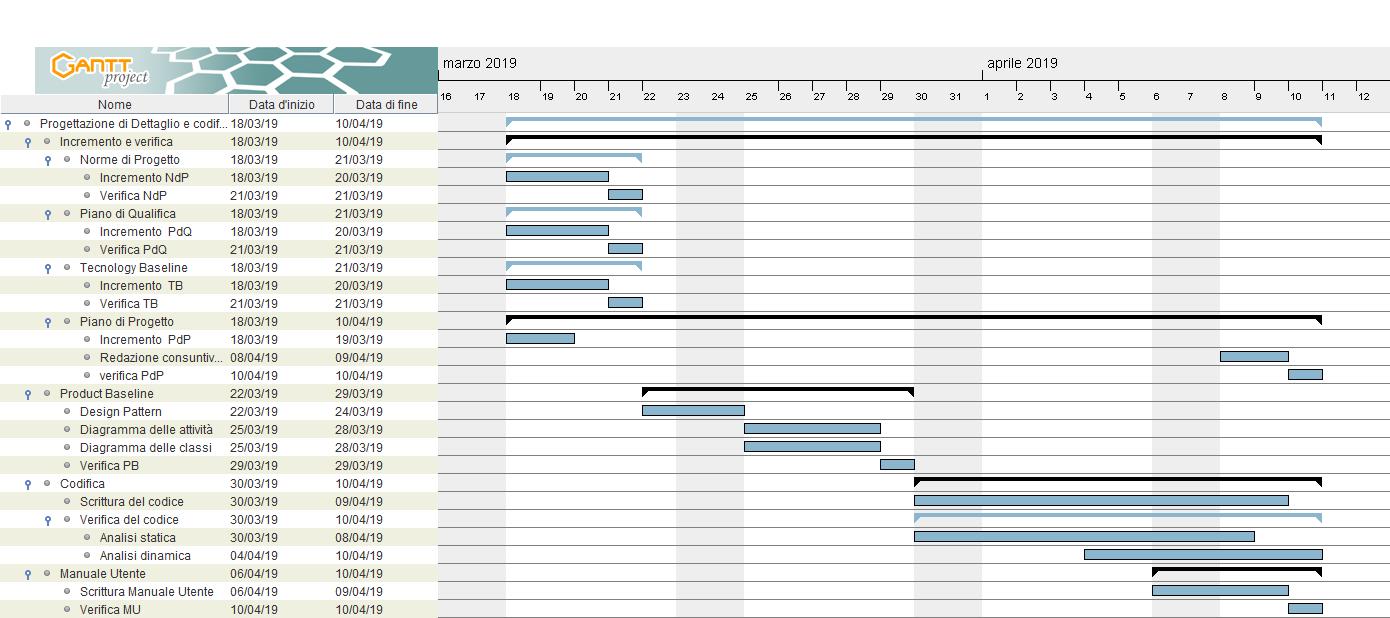 GANTT
project
marzo 2019 aprile 2019
Nome Data d'inizio Data di fine 16 17 18 19 20 21 22 23 24 25 26 27 28 29 30 31 1 2 3 4 5 6 7 8 9 10 11 12
Progettazione di Dettaglio e codif... 18/03/19 10/04/19
Incremento e verifica 18/03/19 10/04/19
Norme di Progetto 18/03/19 21/03/19
Incremento NdP 18/03/19 20/03/19
Verifica NdP 21/03/19 21/03/19
Piano di Qualifica 18/03/19 21/03/19
Incremento PdQ 18/03/19 20/03/19
Verifica PdQ 21/03/19 21/03/19
Tecnology Baseline 18/03/19 21/03/19
Incremento TB 18/03/19 20/03/19
Verifica TB 21/03/19 21/03/19
Piano di Progetto 18/03/19 10/04/19
Incremento PdP 18/03/19 19/03/19
Redazione consuntiv... 08/04/19 09/04/19
verifica PdP 10/04/19 10/04/19
Product Baseline 22/03/19 29/03/19
Design Pattern 22/03/19 24/03/19
Diagramma delle attività 25/03/19 28/03/19
Diagramma delle classi 25/03/19 28/03/19
Verifica PB 29/03/19 29/03/19
Codifica 30/03/19 10/04/19
Scrittura del codice 30/03/19 09/04/19
Verifica del codice 30/03/19 10/04/19
Analisi statica 30/03/19 08/04/19
Analisi dinamica 04/04/19 10/04/19
Manuale Utente 06/04/19 10/04/19
Scrittura Manuale Utente 06/04/19 09/04/19
Verifica MU 10/04/19 10/04/19